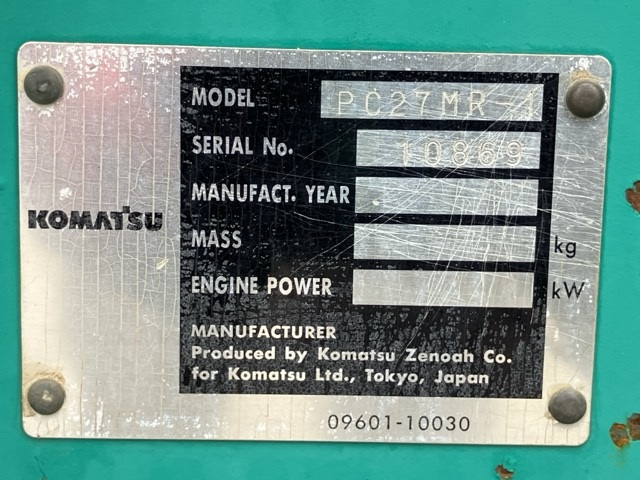 MODEL PC27MR-1
SERIAL No. 10869
MANUFACT. YEAR
KOMATSU
MASS kg
ENGINE POWER kW
MANUFACTURER
Produced by Komatsu Zenoah Co.
for Komatsu Ltd., Tokyo, Japan
09601-10030